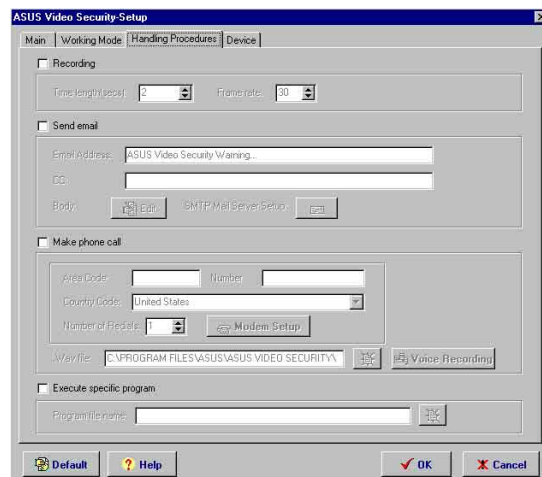 ASUS Video Security-Setup
Main Working Mode Handling Procedures Device
Recording
Time length(secs): 2 Frame rate: 30
Send email
Email Address: ASUS Video Security Warning...
CC
Body: Edit SMTP Mail Server Setup:
Make phone call
Area Code: Number
Country Code: United States
Number of Redials: 1 Modem Setup
.Wav file: C:\PROGRAM FILES\ASUS\ASUS VIDEO SECURITY\ Voice Recording
Execute specific program
Program file name:
Default Help OK Cancel